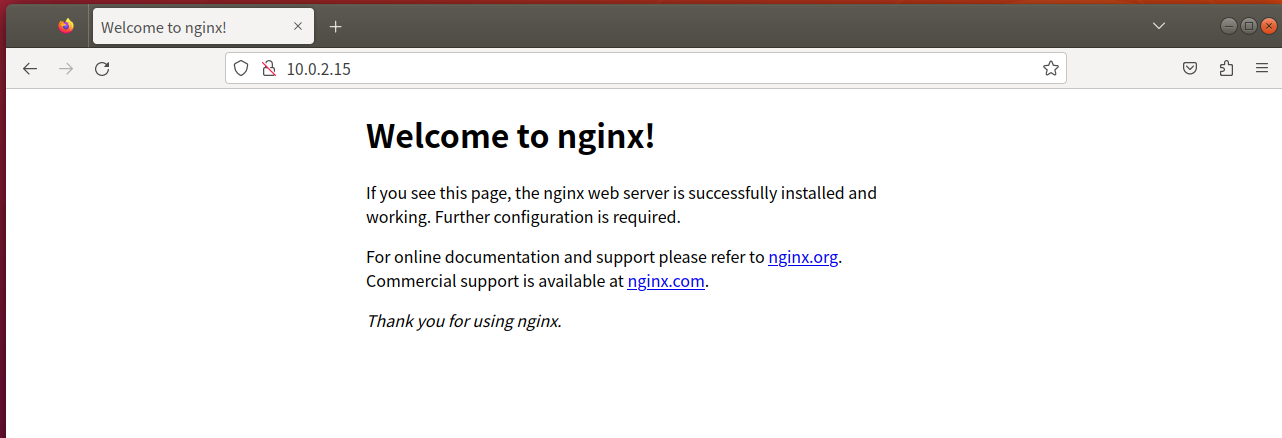 Welcome to nginx!
10.0.2.15
Welcome to nginx!
If you see this page, the nginx web server is successfully installed and
working. Further configuration is required.
For online documentation and support please refer to nginx.org.
Commercial support is available at nginx.com.
Thank you for using nginx.